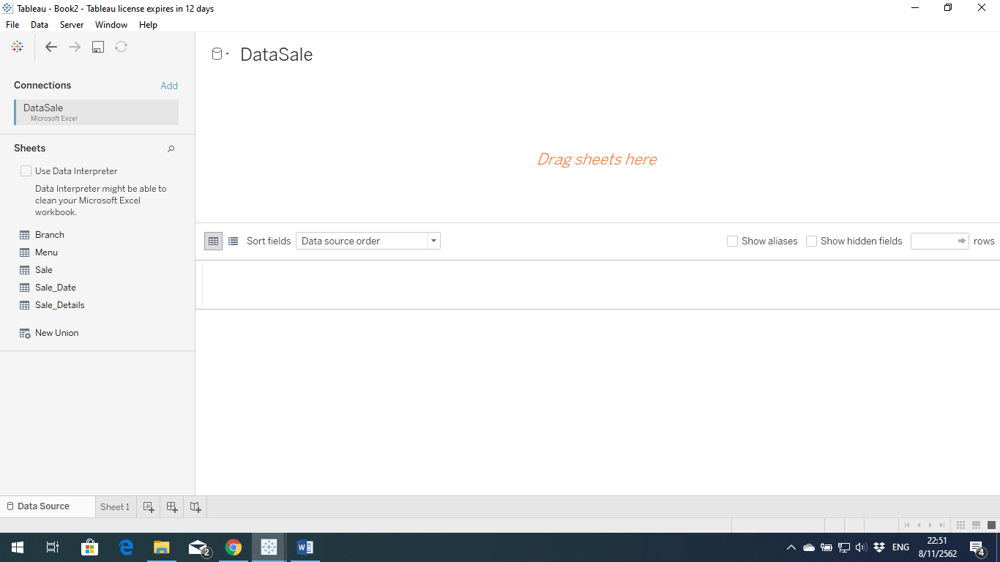 Tableau - Book2 - Tableau license expires in 12 days
File Data Server Window Help
DataSale
Connections Add
DataSale
Microsoft Excel
Sheets
Use Data Interpreter
Data Interpreter might be able to
clean your Microsoft Excel
workbook.
Branch
Menu
Sale
Sale_Date
Sale_Details
New Union
Drag sheets here
Sort fields Data source order Show aliases Show hidden fields rows
Data Source Sheet 1
2 W ENG 22:51
8/11/2562 4